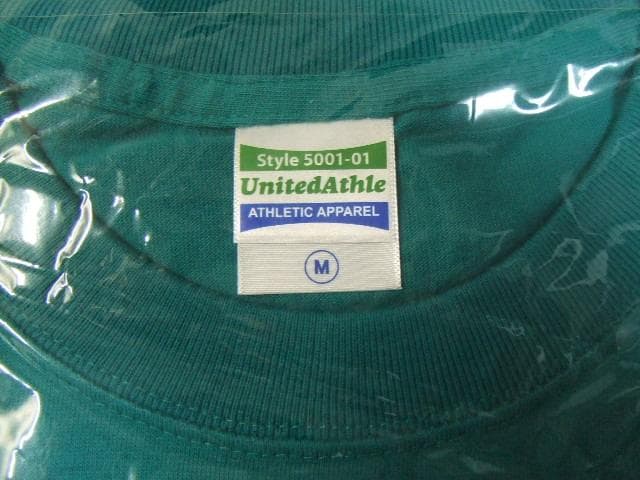 Style 5001-01
UnitedAthle
ATHLETIC APPAREL
M